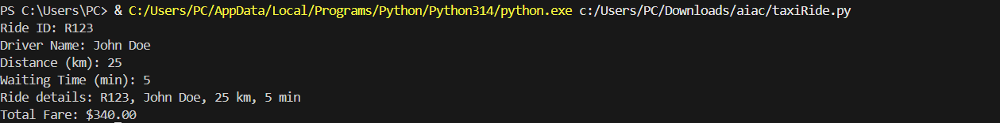 PS C:\Users\PC> & C:/Users/PC/AppData/Local/Programs/Python/Python314/python.exe c:/Users/PC/Downloads/aiac/taxiRide.py
Ride ID: R123
Driver Name: John Doe
Distance (km): 25
Waiting Time (min): 5
Ride details: R123, John Doe, 25 km, 5 min
Total Fare: $340.00